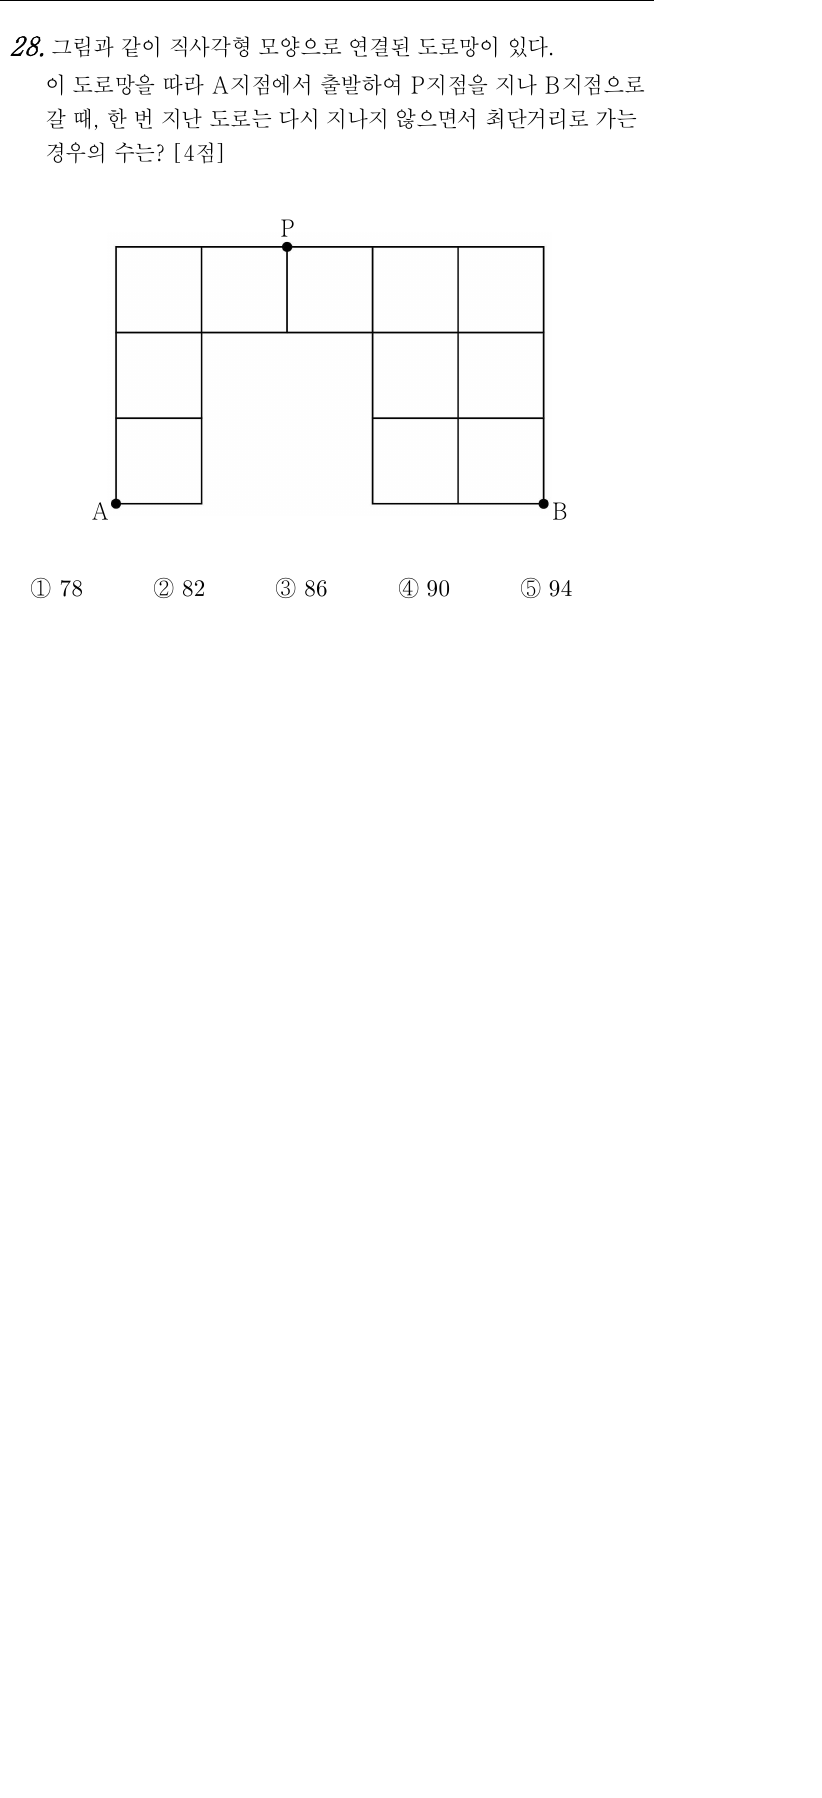 28. 그림과 같이 직사각형 모양으로 연결된 도로망이 있다.
이 도로망을 따라 A지점에서 출발하여 P지점을 지나 B지점으로
갈 때, 한 번 지난 도로는 다시 지나지 않으면서 최단거리로 가는
경우의 수는? [4점]
P
A
B
① 78 ② 82 ③ 86 ④ 90 ⑤ 94